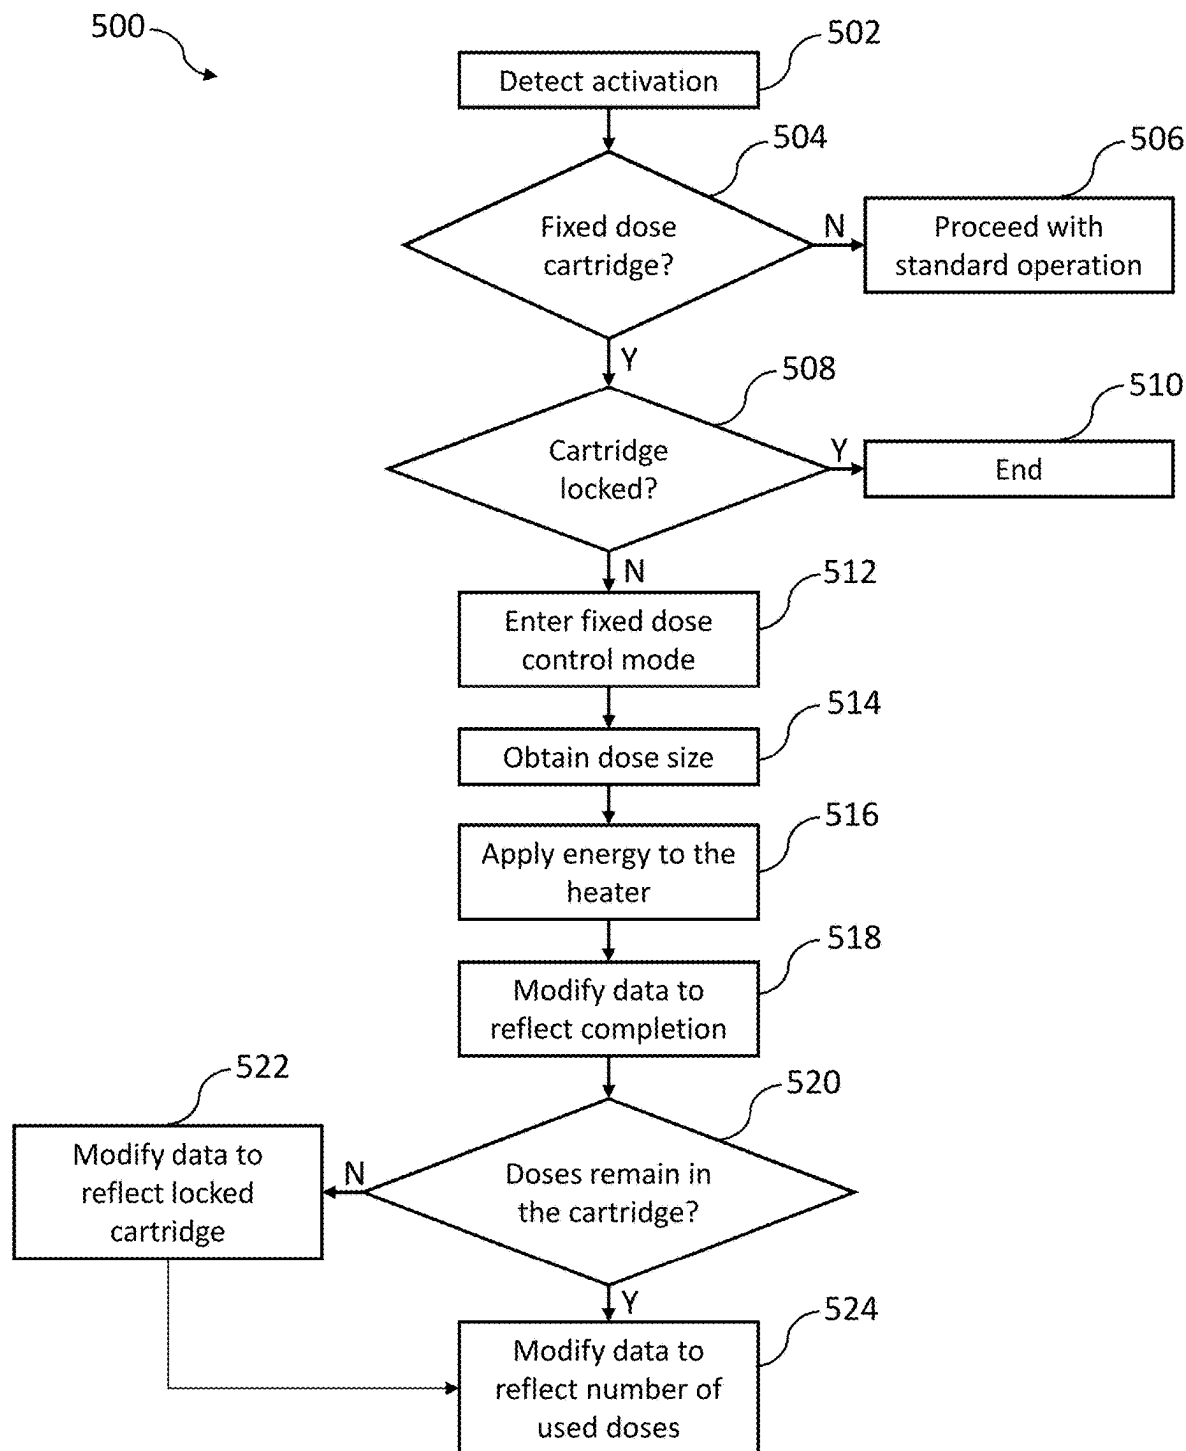 500
502
Detect activation
504
506
Fixed dose
cartridge?
N
Proceed with
standard operation
Y
508
510
Cartridge
locked?
Y
End
N
512
Enter fixed dose
control mode
514
Obtain dose size
516
Apply energy to the
heater
518
Modify data to
reflect completion
522
520
Modify data to
reflect locked
cartridge
N
Doses remain in
the cartridge?
Y
524
Modify data to
reflect number of
used doses